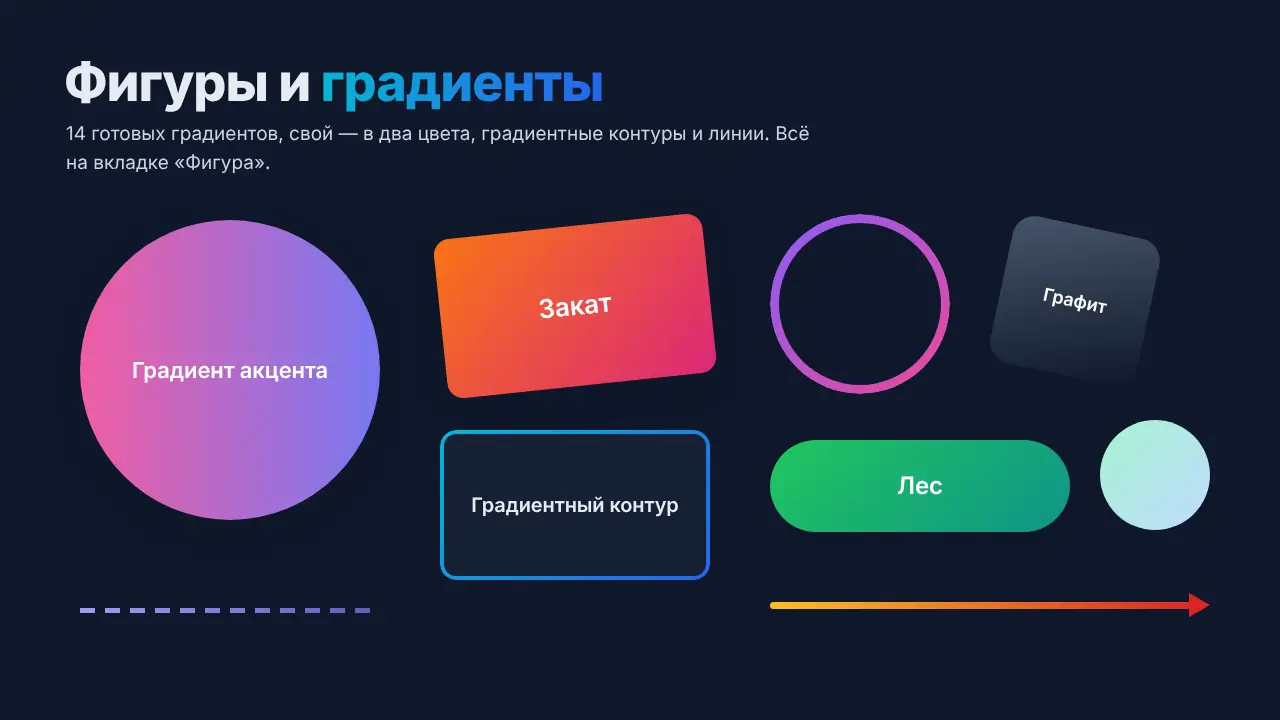 Фигуры и градиенты
14 готовых градиентов, свой — в два цвета, градиентные контуры и линии. Всё
на вкладке «Фигура».
Градиент акцента
Закат
Графит
Градиентный контур
Лес